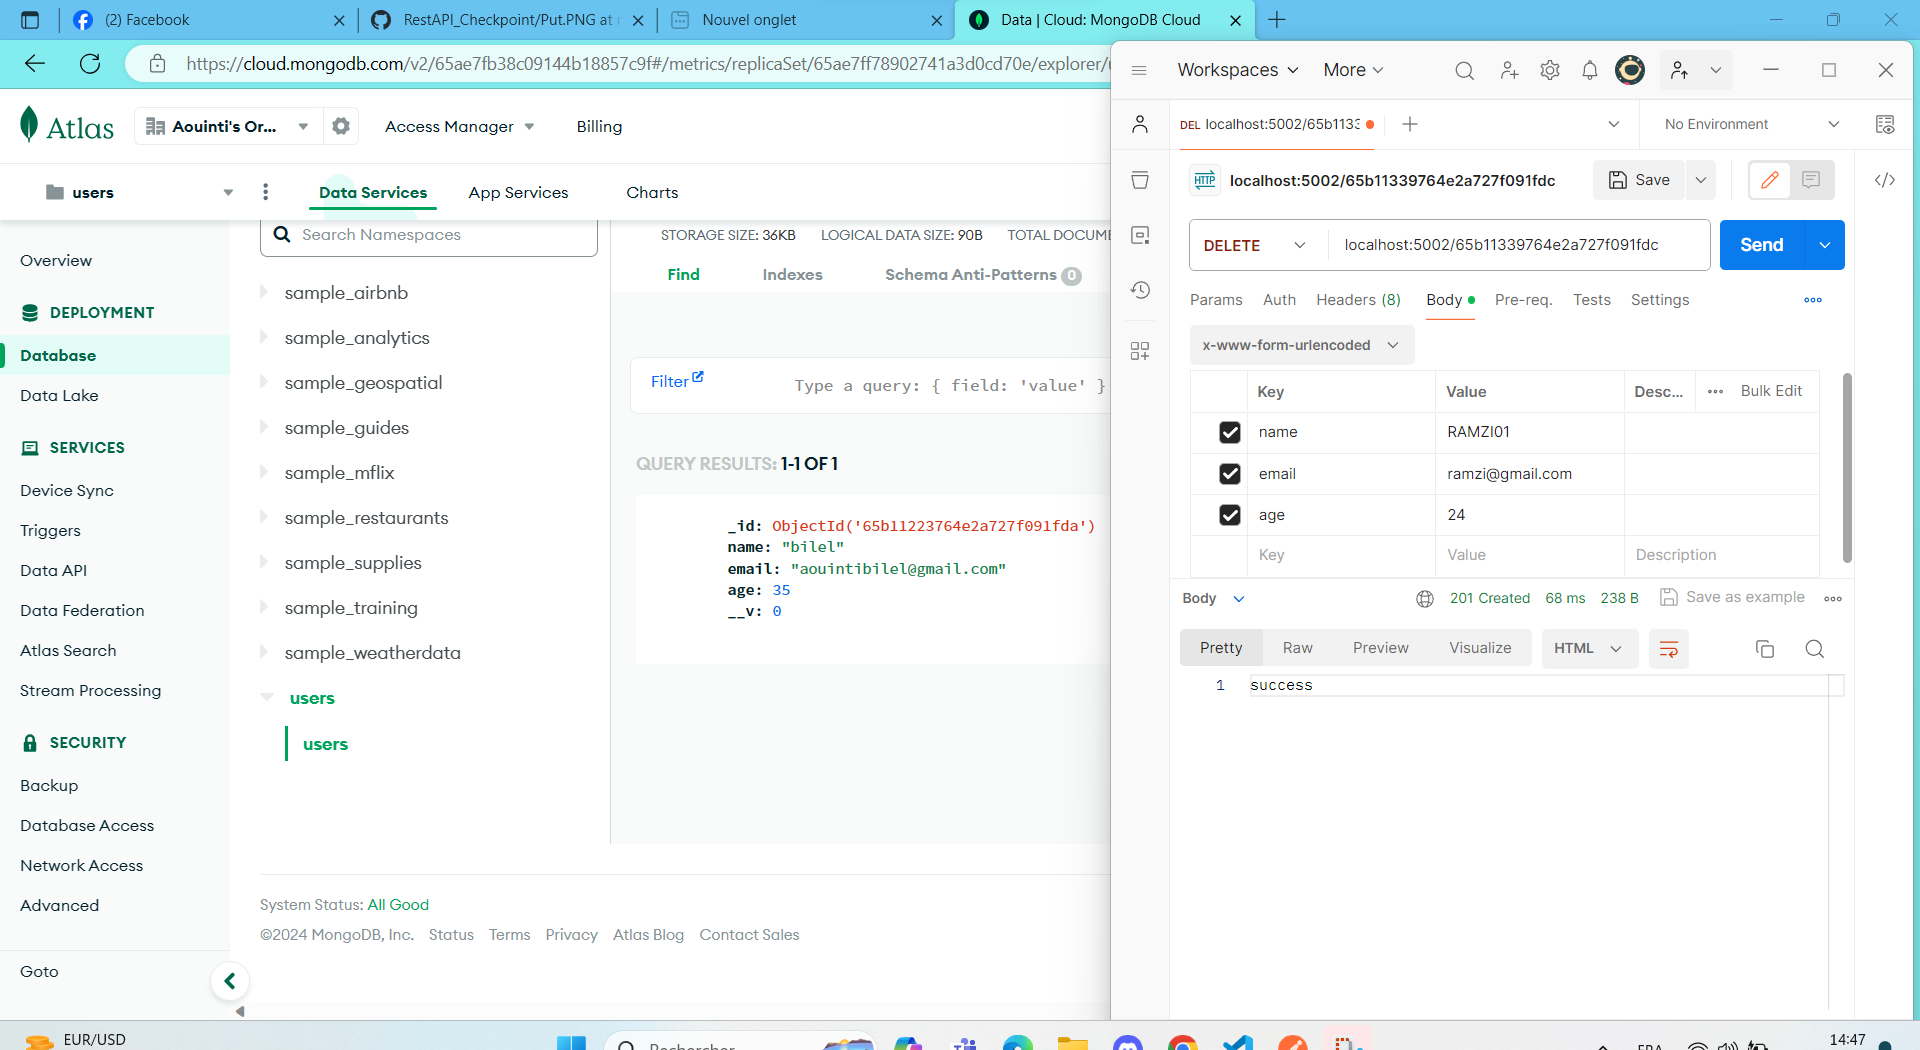 (2) Facebook
RestAPI_Checkpoint/Put.PNG at
Nouvel onglet
Data | Cloud: MongoDB Cloud
https://cloud.mongodb.com/v2/65ae7fb38c09144b18857c9f#/metrics/replicaSet/65ae7ff78902741a3d0cd70e/explorer/
Atlas
Aouinti's Or...
Access Manager
Billing
users
Data Services
App Services
Charts
Overview
DEPLOYMENT
Database
Data Lake
SERVICES
Device Sync
Triggers
Data API
Data Federation
Atlas Search
Stream Processing
SECURITY
Backup
Database Access
Network Access
Advanced
Goto
Search Namespaces
sample_airbnb
sample_analytics
sample_geospatial
sample_guides
sample_mflix
sample_restaurants
sample_supplies
sample_training
sample_weatherdata
users
users
STORAGE SIZE: 36KB LOGICAL DATA SIZE: 90B TOTAL DOCUME
Find
Indexes
Schema Anti-Patterns 0
Filter
Type a query: { field: 'value' }
QUERY RESULTS: 1-1 OF 1
_id: ObjectId('65b11223764e2a727f091fda')
name: "bilel"
email: "aouintibilel@gmail.com"
age: 35
__v: 0
System Status: All Good
©2024 MongoDB, Inc. Status Terms Privacy Atlas Blog Contact Sales
Workspaces
More
DEL localhost:5002/65b1133
No Environment
HTTP
localhost:5002/65b11339764e2a727f091fdc
Save
DELETE
localhost:5002/65b11339764e2a727f091fdc
Send
Params Auth Headers (8) Body Pre-req. Tests Settings
x-www-form-urlencoded
Key Value Desc... Bulk Edit
name RAMZI01
email ramzi@gmail.com
age 24
Key Value Description
Body
201 Created 68 ms 238 B Save as example
Pretty Raw Preview Visualize HTML
1 success
EUR/USD
Rechercher
FRA
14:47